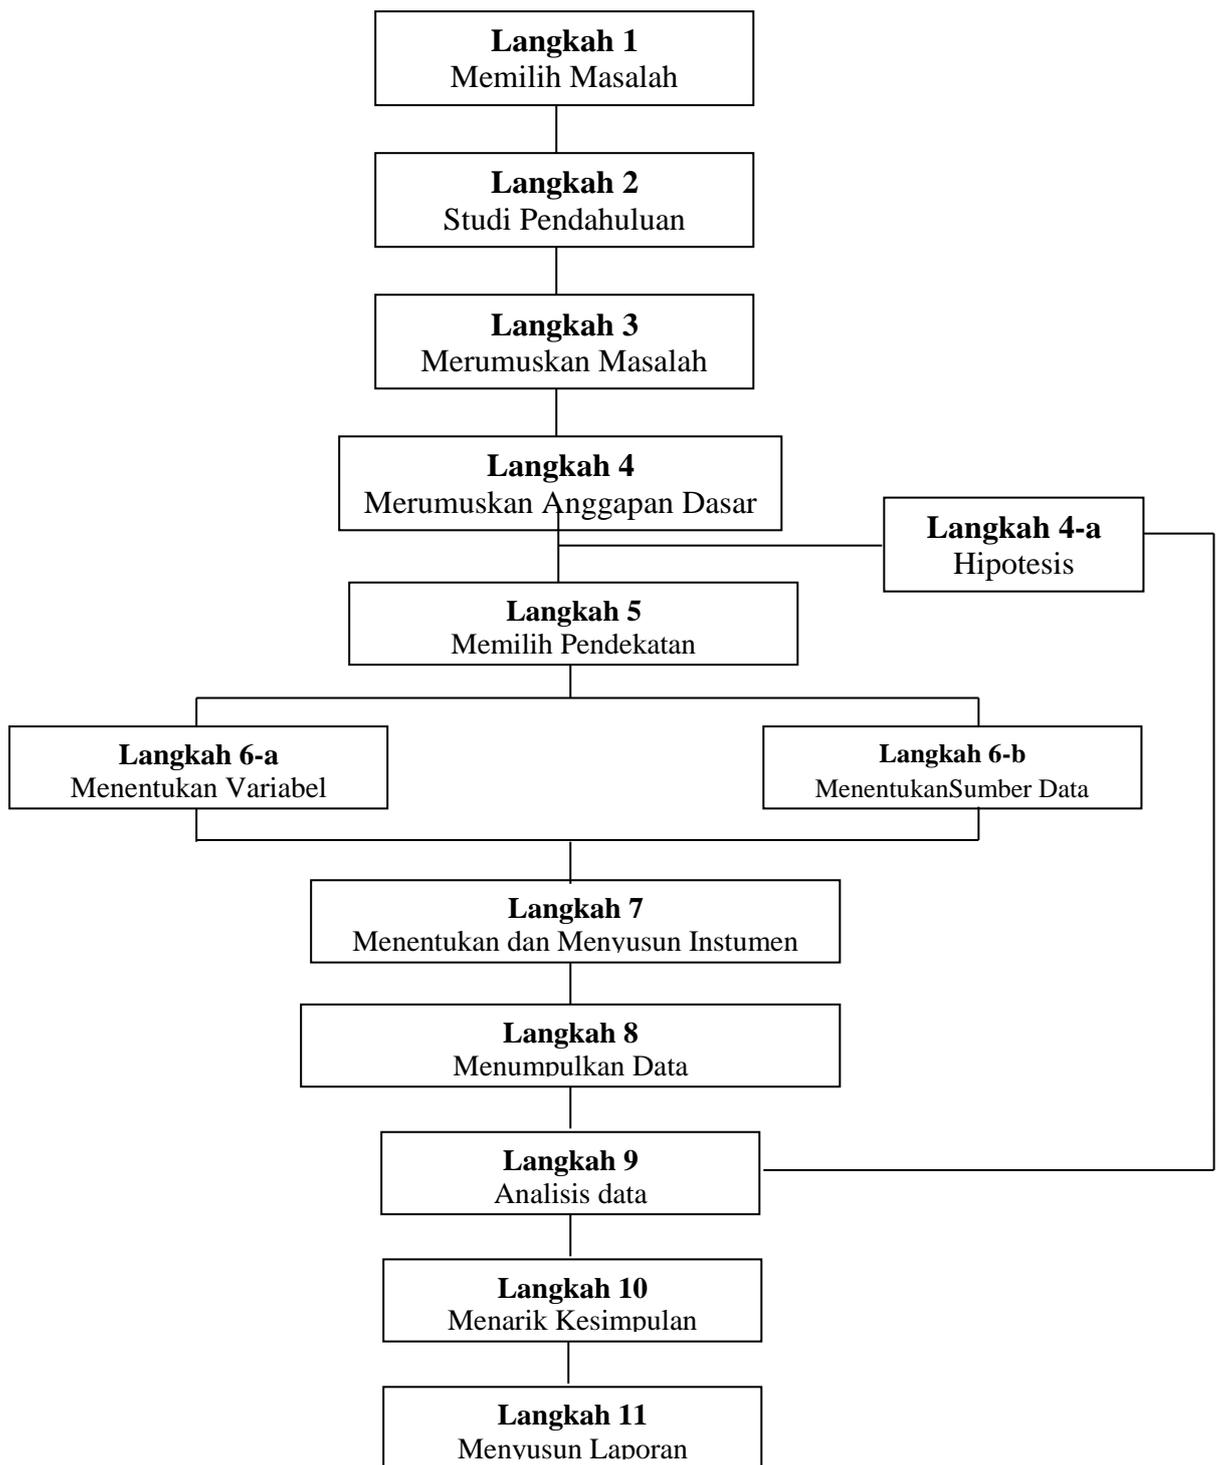 Langkah 1
Memilih Masalah
Langkah 2
Studi Pendahuluan
Langkah 3
Merumuskan Masalah
Langkah 4
Merumuskan Anggapan Dasar
Langkah 4-a
Hipotesis
Langkah 5
Memilih Pendekatan
Langkah 6-a
Menentukan Variabel
Langkah 6-b
MenentukanSumber Data
Langkah 7
Menentukan dan Menyusun Instumen
Langkah 8
Menumpulkan Data
Langkah 9
Analisis data
Langkah 10
Menarik Kesimpulan
Langkah 11
Menyusun Laporan